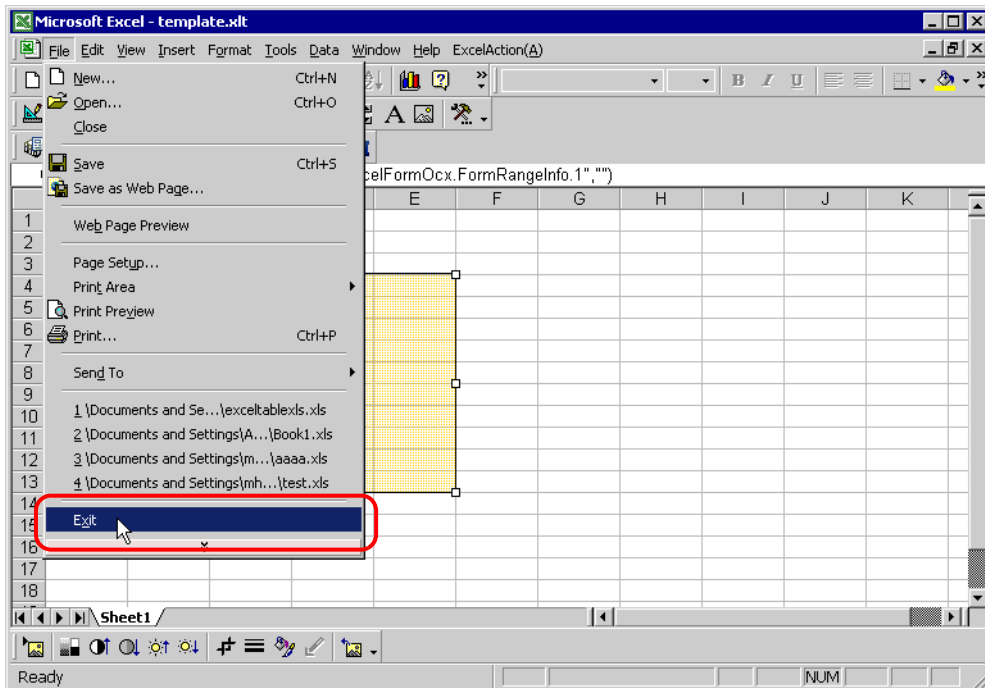 Microsoft Excel - template.xlt
File Edit View Insert Format Tools Data Window Help ExcelAction(A)
New... Ctrl+N
Open... Ctrl+O
Close
Save Ctrl+S
Save as Web Page...
Web Page Preview
Page Setup...
Print Area
Print Preview
Print... Ctrl+P
Send To
1 \Documents and Se...\exceltablexls.xls
2 \Documents and Settings\A...\Book1.xls
3 \Documents and Settings\m...\aaaa.xls
4 \Documents and Settings\mh...\test.xls
Exit
B I U
A
celFormOcx.FormRangeInfo.1","")
E F G H I J K
1
2
3
4
5
6
7
8
9
10
11
12
13
14
15
16
17
18
Sheet1
Ready NUM